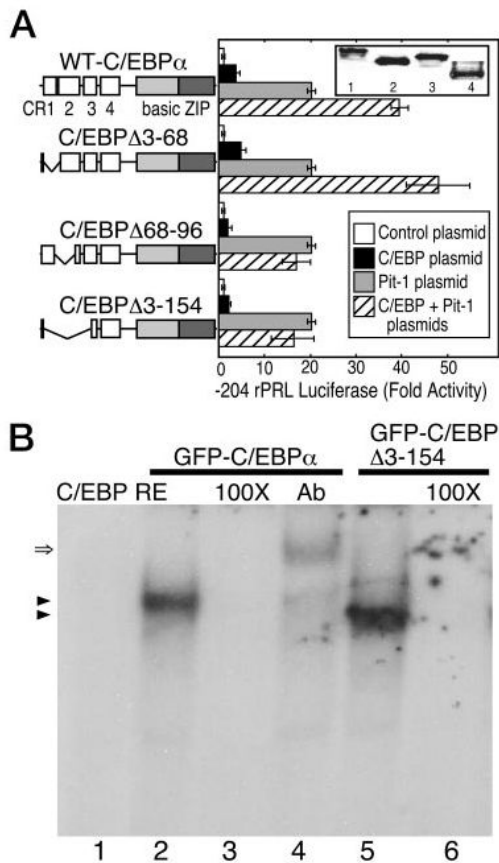 A
WT-C/EBPα
CR1 2 3 4 basic ZIP
1 2 3 4
C/EBPΔ3-68
C/EBPΔ68-96
C/EBPΔ3-154
Control plasmid
C/EBP plasmid
Pit-1 plasmid
C/EBP + Pit-1
plasmids
0 10 20 30 40 50
-204 rPRL Luciferase (Fold Activity)
B
GFP-C/EBPα
GFP-C/EBP
Δ3-154
C/EBP RE 100X Ab 100X
⇒
1 2 3 4 5 6